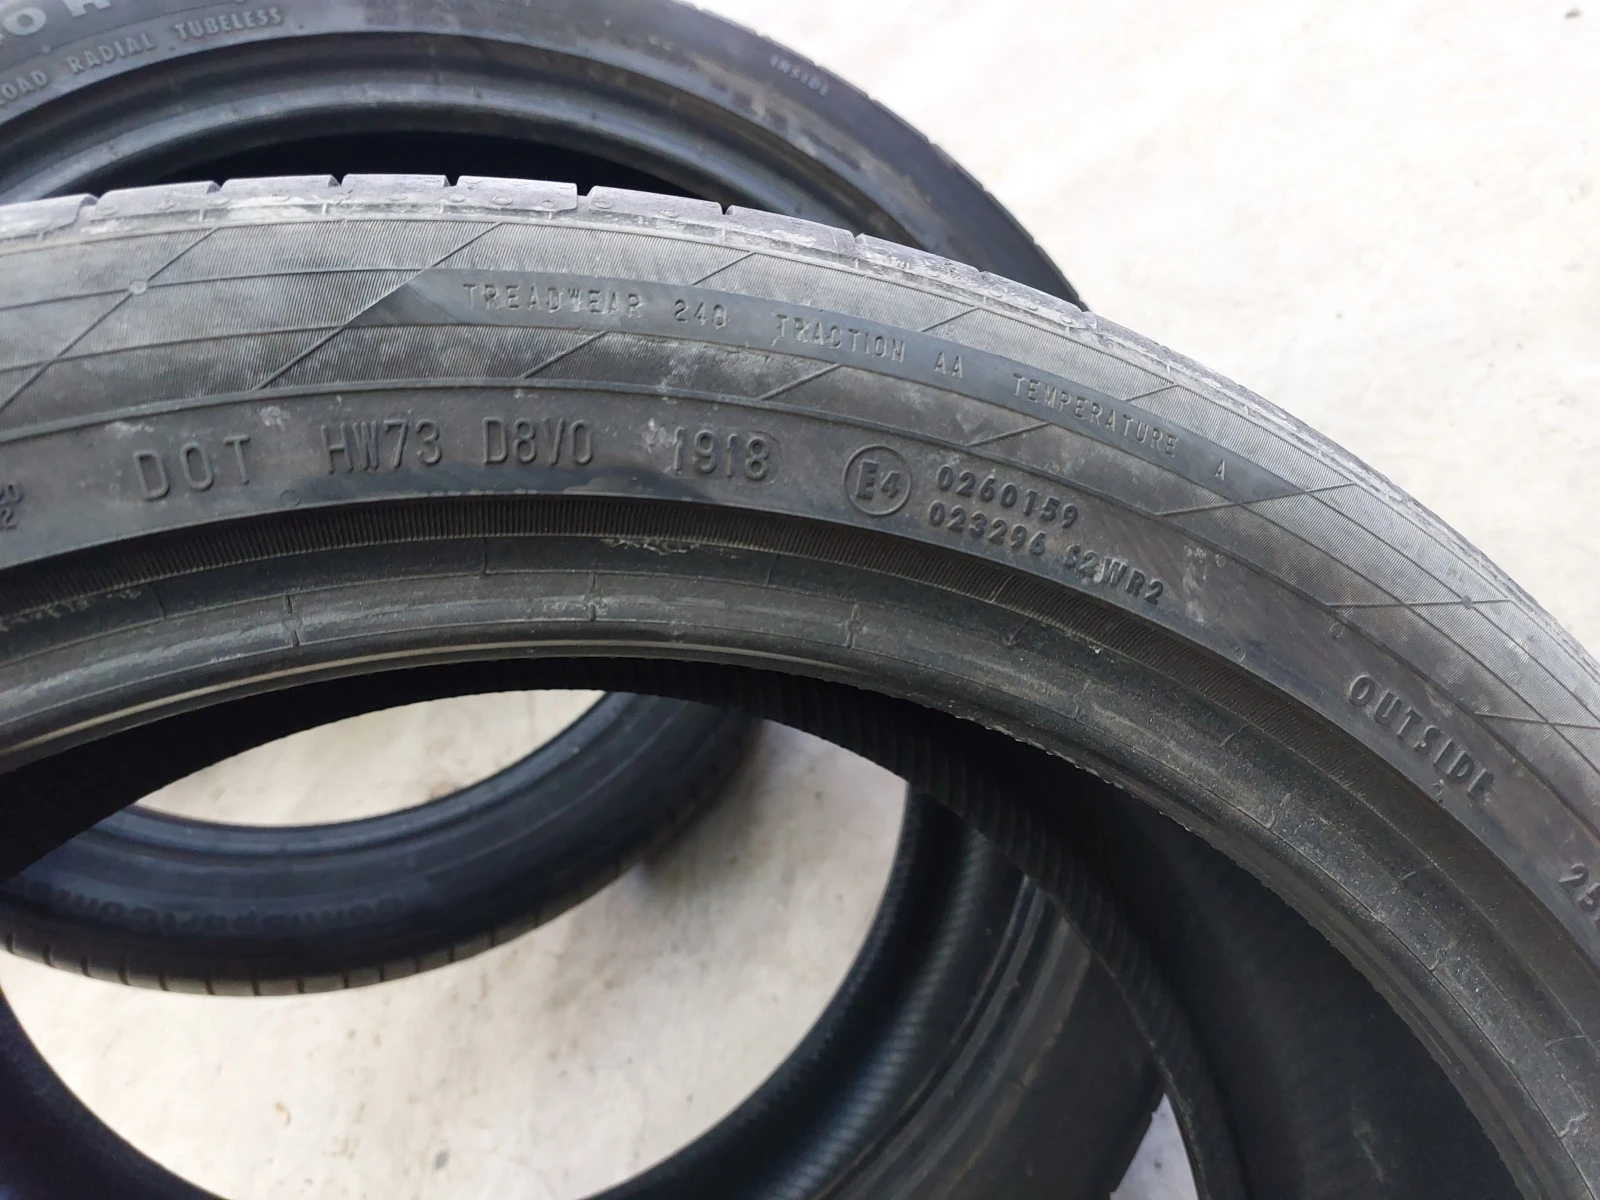 LOAD RADIAL TUBELESS
INSIDE
TREADWEAR 240 TRACTION AA TEMPERATURE A
DOT HW73 D8V0 1918
E4 0260159
023296 S2WR2
OUTSIDE